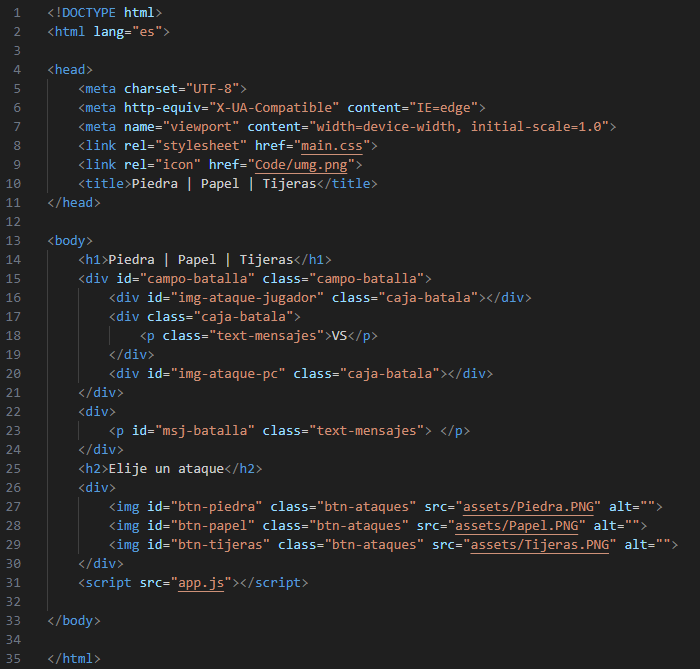 1 <!DOCTYPE html>
2 <html lang="es">
3
4 <head>
5     <meta charset="UTF-8">
6     <meta http-equiv="X-UA-Compatible" content="IE=edge">
7     <meta name="viewport" content="width=device-width, initial-scale=1.0">
8     <link rel="stylesheet" href="main.css">
9     <link rel="icon" href="Code/umg.png">
10     <title>Piedra | Papel | Tijeras</title>
11 </head>
12
13 <body>
14     <h1>Piedra | Papel | Tijeras</h1>
15     <div id="campo-batalla" class="campo-batalla">
16         <div id="img-ataque-jugador" class="caja-batala"></div>
17         <div class="caja-batala">
18             <p class="text-mensajes">VS</p>
19         </div>
20         <div id="img-ataque-pc" class="caja-batala"></div>
21     </div>
22     <div>
23         <p id="msj-batalla" class="text-mensajes"> </p>
24     </div>
25     <h2>Elije un ataque</h2>
26     <div>
27         <img id="btn-piedra" class="btn-ataques" src="assets/Piedra.PNG" alt="">
28         <img id="btn-papel" class="btn-ataques" src="assets/Papel.PNG" alt="">
29         <img id="btn-tijeras" class="btn-ataques" src="assets/Tijeras.PNG" alt="">
30     </div>
31     <script src="app.js"></script>
32
33 </body>
34
35 </html>